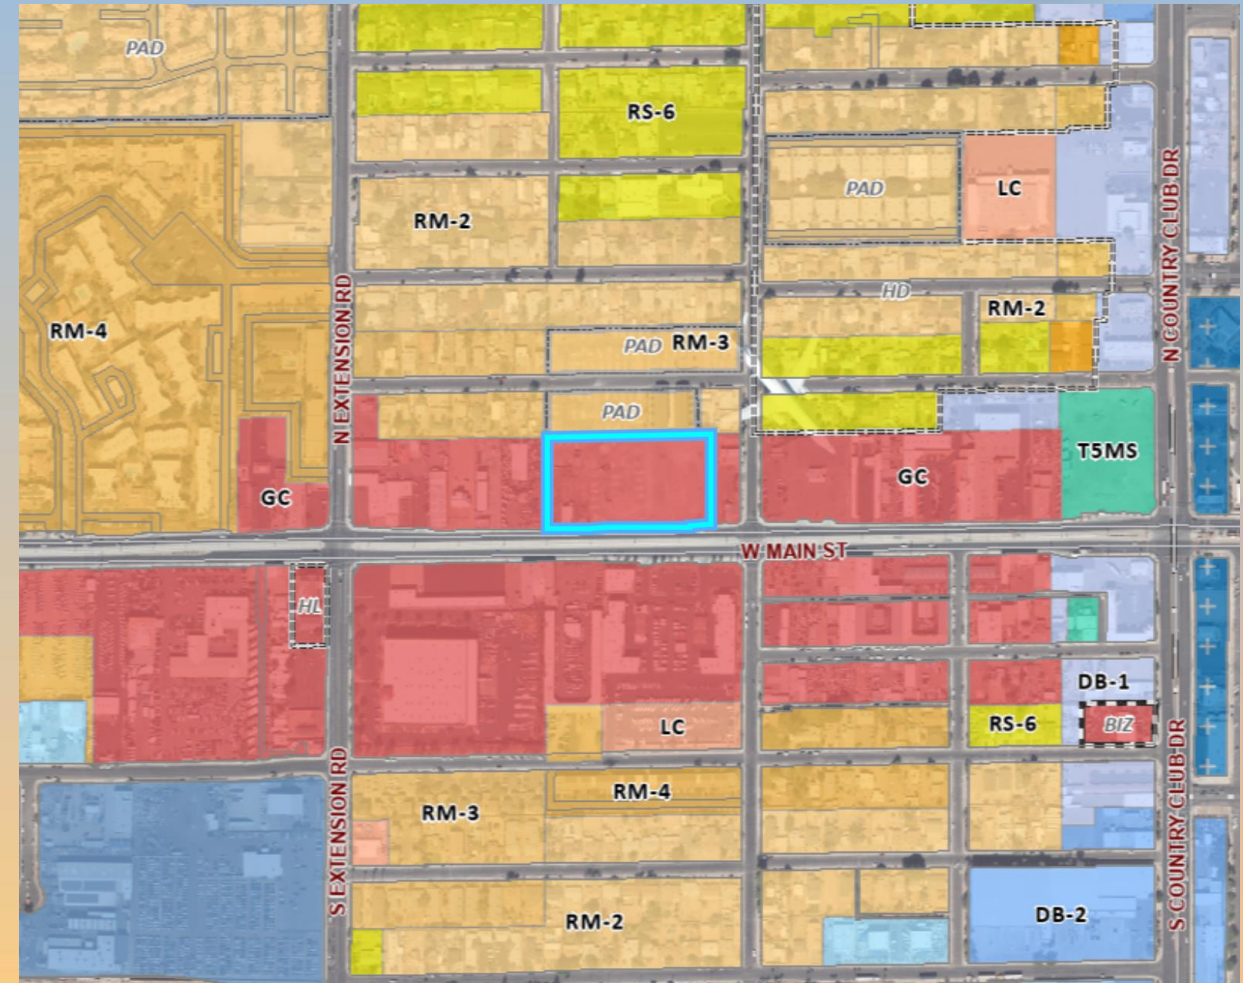 PAD
RS-6
PAD
LC
RM-2
N EXTENSION RD
N COUNTRY CLUB DR
HD
RM-2
RM-4
PAD RM-3
PAD
GC
GC
T5MS
W MAIN ST
HL
DB-1
LC
RS-6
BIZ
S EXTENSION RD
S COUNTRY CLUB DR
RM-4
RM-3
RM-2
DB-2